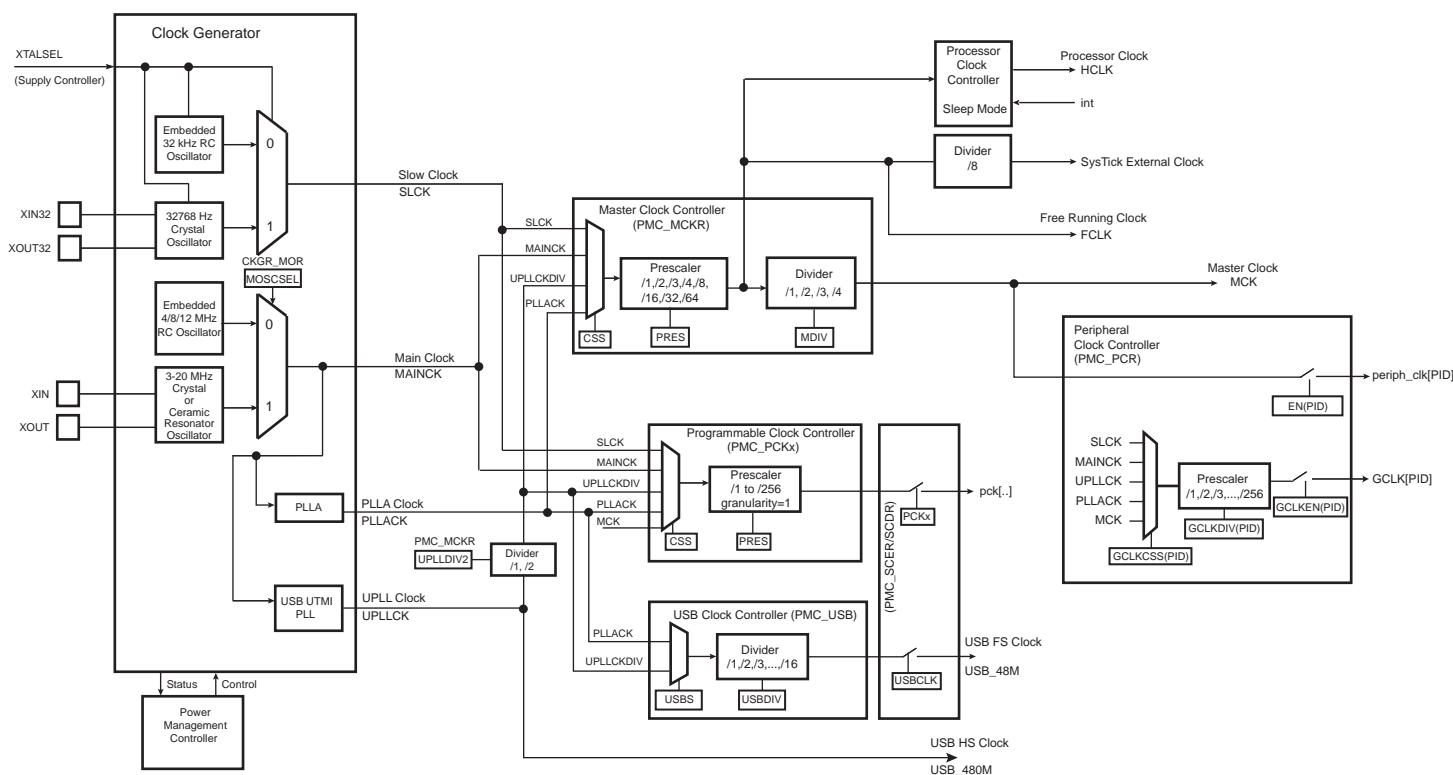 Clock Generator
XTALSEL
(Supply Controller)
Embedded
32 kHz RC
Oscillator
0
XIN32
XOUT32
32768 Hz
Crystal
Oscillator
1
CKGR_MOR
MOSCSEL
Embedded
4/8/12 MHz
RC Oscillator
0
XIN
XOUT
3-20 MHz
Crystal
or
Ceramic
Resonator
Oscillator
1
PLLA
USB UTMI
PLL
Status
Control
Power
Management
Controller
Slow Clock
SLCK
Main Clock
MAINCK
PLLA Clock
PLLACK
PMC_MCKR
UPLLDIV2
Divider
/1, /2
UPLL Clock
UPLLCK
Master Clock Controller
(PMC_MCKR)
SLCK
MAINCK
UPLLCKDIV
PLLACK
Prescaler
/1,/2,/3,/4,/8,
/16,/32,/64
Divider
/1, /2, /3, /4
CSS
PRES
MDIV
Processor
Clock
Controller
Sleep Mode
Processor Clock
HCLK
int
Divider
/8
SysTick External Clock
Free Running Clock
FCLK
Master Clock
MCK
Programmable Clock Controller
(PMC_PCKx)
SLCK
MAINCK
UPLLCKDIV
PLLACK
MCK
Prescaler
/1 to /256
granularity=1
CSS
PRES
PCKx
pck[..]
(PMC_SCER/SCDR)
USB Clock Controller (PMC_USB)
PLLACK
UPLLCKDIV
Divider
/1,/2,/3,...,/16
USBS
USBDIV
USBCLK
USB FS Clock
USB_48M
USB HS Clock
USB_480M
Peripheral
Clock Controller
(PMC_PCR)
EN(PID)
periph_clk[PID]
SLCK
MAINCK
UPLLCK
PLLACK
MCK
Prescaler
/1,/2,/3,...,/256
GCLKEN(PID)
GCLKDIV(PID)
GCLKCSS(PID)
GCLK[PID]